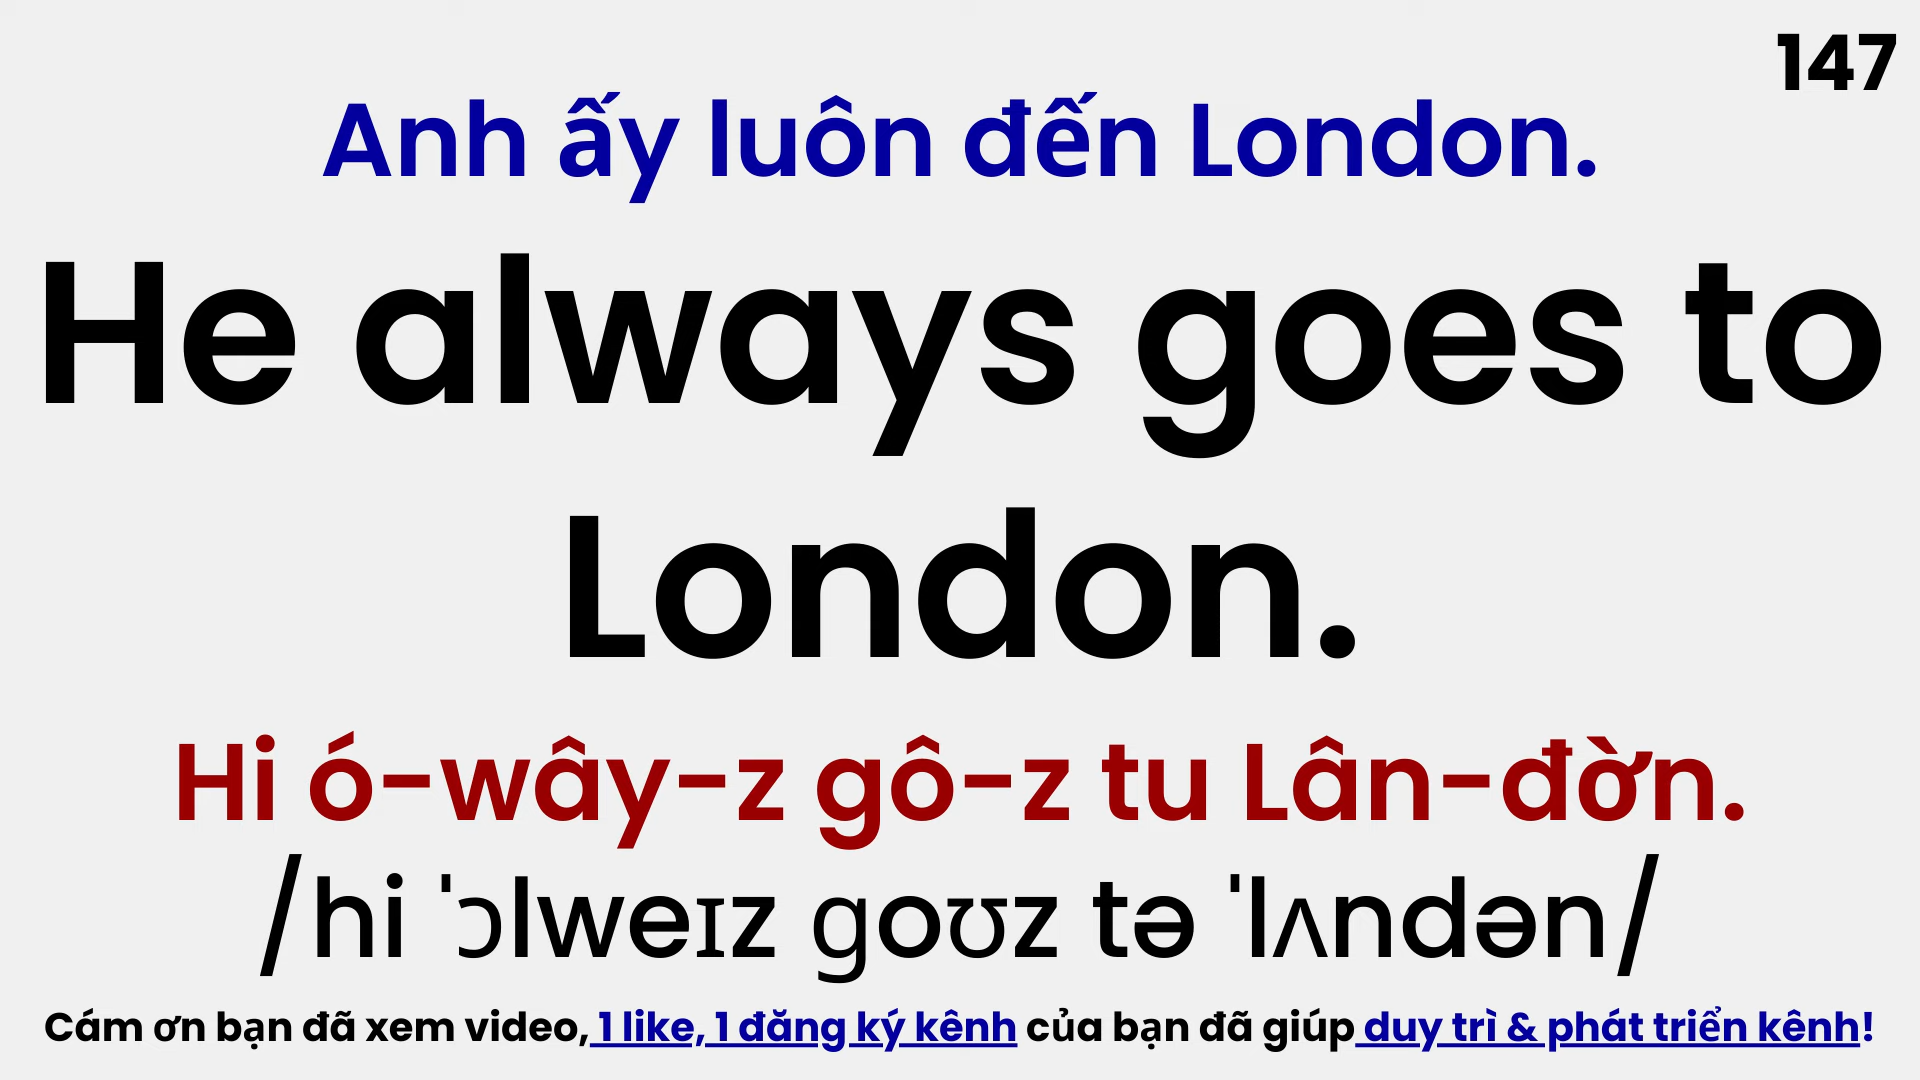 147
Anh ấy luôn đến London.
He always goes to
London.
Hi ó-wây-z gô-z tu Lân-đờn.
/hi ˈɔlweɪz ɡoʊz tə ˈlʌndən/
Cám ơn bạn đã xem video, 1 like, 1 đăng ký kênh của bạn đã giúp duy trì & phát triển kênh!